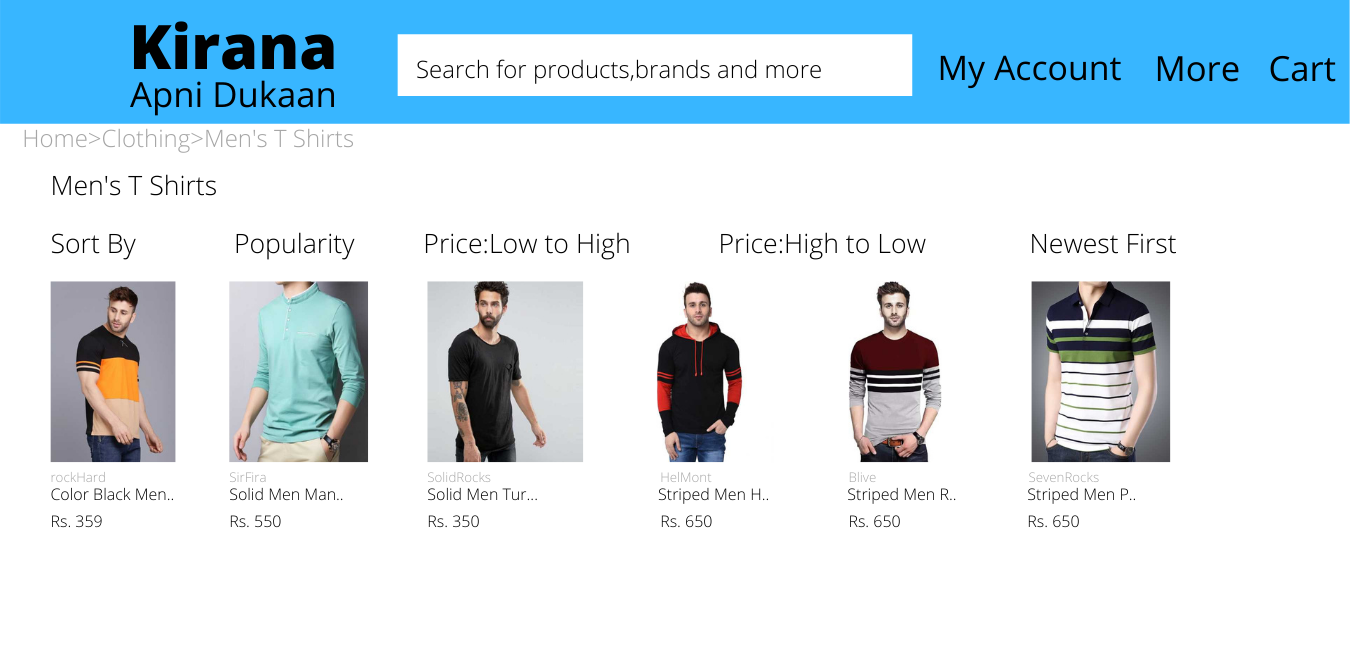 Kirana
Apni Dukaan
Search for products,brands and more
My Account
More
Cart
Home>Clothing>Men's T Shirts
Men's T Shirts
Sort By
Popularity
Price:Low to High
Price:High to Low
Newest First
rockHard
Color Black Men..
Rs. 359
SirFira
Solid Men Man..
Rs. 550
SolidRocks
Solid Men Tur...
Rs. 350
HelMont
Striped Men H..
Rs. 650
Blive
Striped Men R..
Rs. 650
SevenRocks
Striped Men P..
Rs. 650